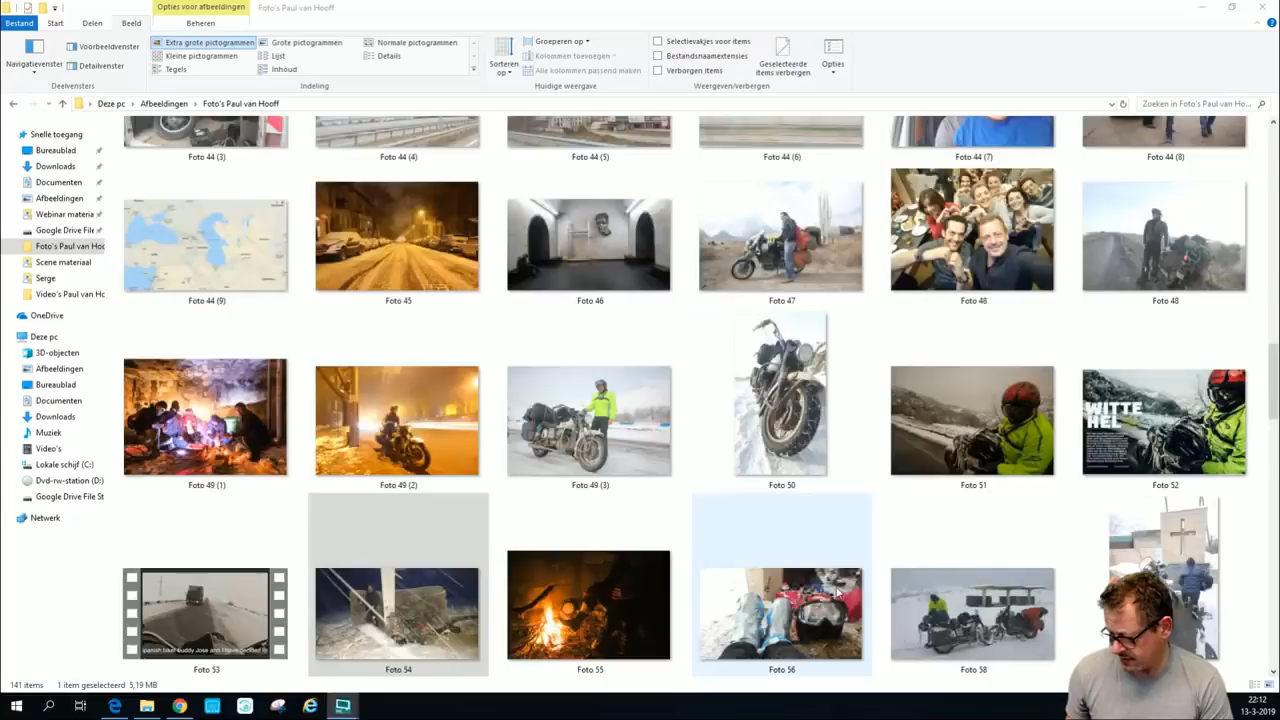 Opties voor afbeeldingen
Foto's Paul van Hooff
Bestand
Start
Delen
Beeld
Beheren
Navigatievenster
Voorbeeldvenster
Detailvenster
Deelvensters
Extra grote pictogrammen
Grote pictogrammen
Normale pictogrammen
Kleine pictogrammen
Lijst
Details
Tegels
Inhoud
Indeling
Sorteren
op
Groeperen op
Kolommen toevoegen
Alle kolommen passend maken
Huidige weergave
Selectievakjes voor items
Bestandsnaamextensies
Verborgen items
Geselecteerde
items verbergen
Weergeven/verbergen
Opties
Deze pc
Afbeeldingen
Foto's Paul van Hooff
Zoeken in Foto's Paul van Ho...
Snelle toegang
Bureaublad
Downloads
Documenten
Afbeeldingen
Webinar materia
Google Drive File
Foto's Paul van Hoo
Scene materiaal
Serge
Video's Paul van Ho
OneDrive
Deze pc
3D-objecten
Afbeeldingen
Bureaublad
Documenten
Downloads
Muziek
Video's
Lokale schijf (C:)
Dvd-rw-station (D:)
Google Drive File St
Netwerk
Foto 44 (3)
Foto 44 (4)
Foto 44 (5)
Foto 44 (6)
Foto 44 (7)
Foto 44 (8)
Foto 44 (9)
Foto 45
Foto 46
Foto 47
Foto 48
Foto 48
WITTE
HEL
Foto 49 (1)
Foto 49 (2)
Foto 49 (3)
Foto 50
Foto 51
Foto 52
panish biker buddy Jose and I have decided to
Foto 53
Foto 54
Foto 55
Foto 56
Foto 58
141 items
1 item geselecteerd 5,19 MB
22:12
13-3-2019